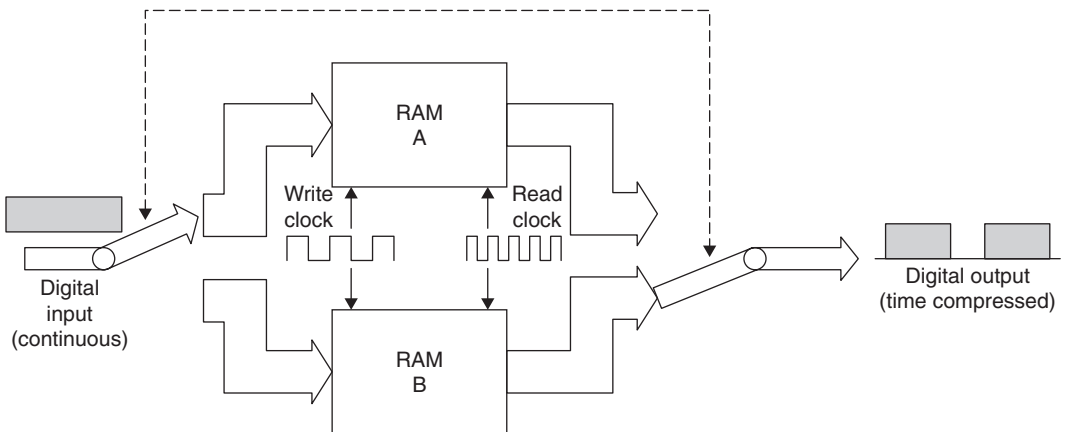 RAM
A
Write
clock
Read
clock
Digital
input
(continuous)
Digital output
(time compressed)
RAM
B